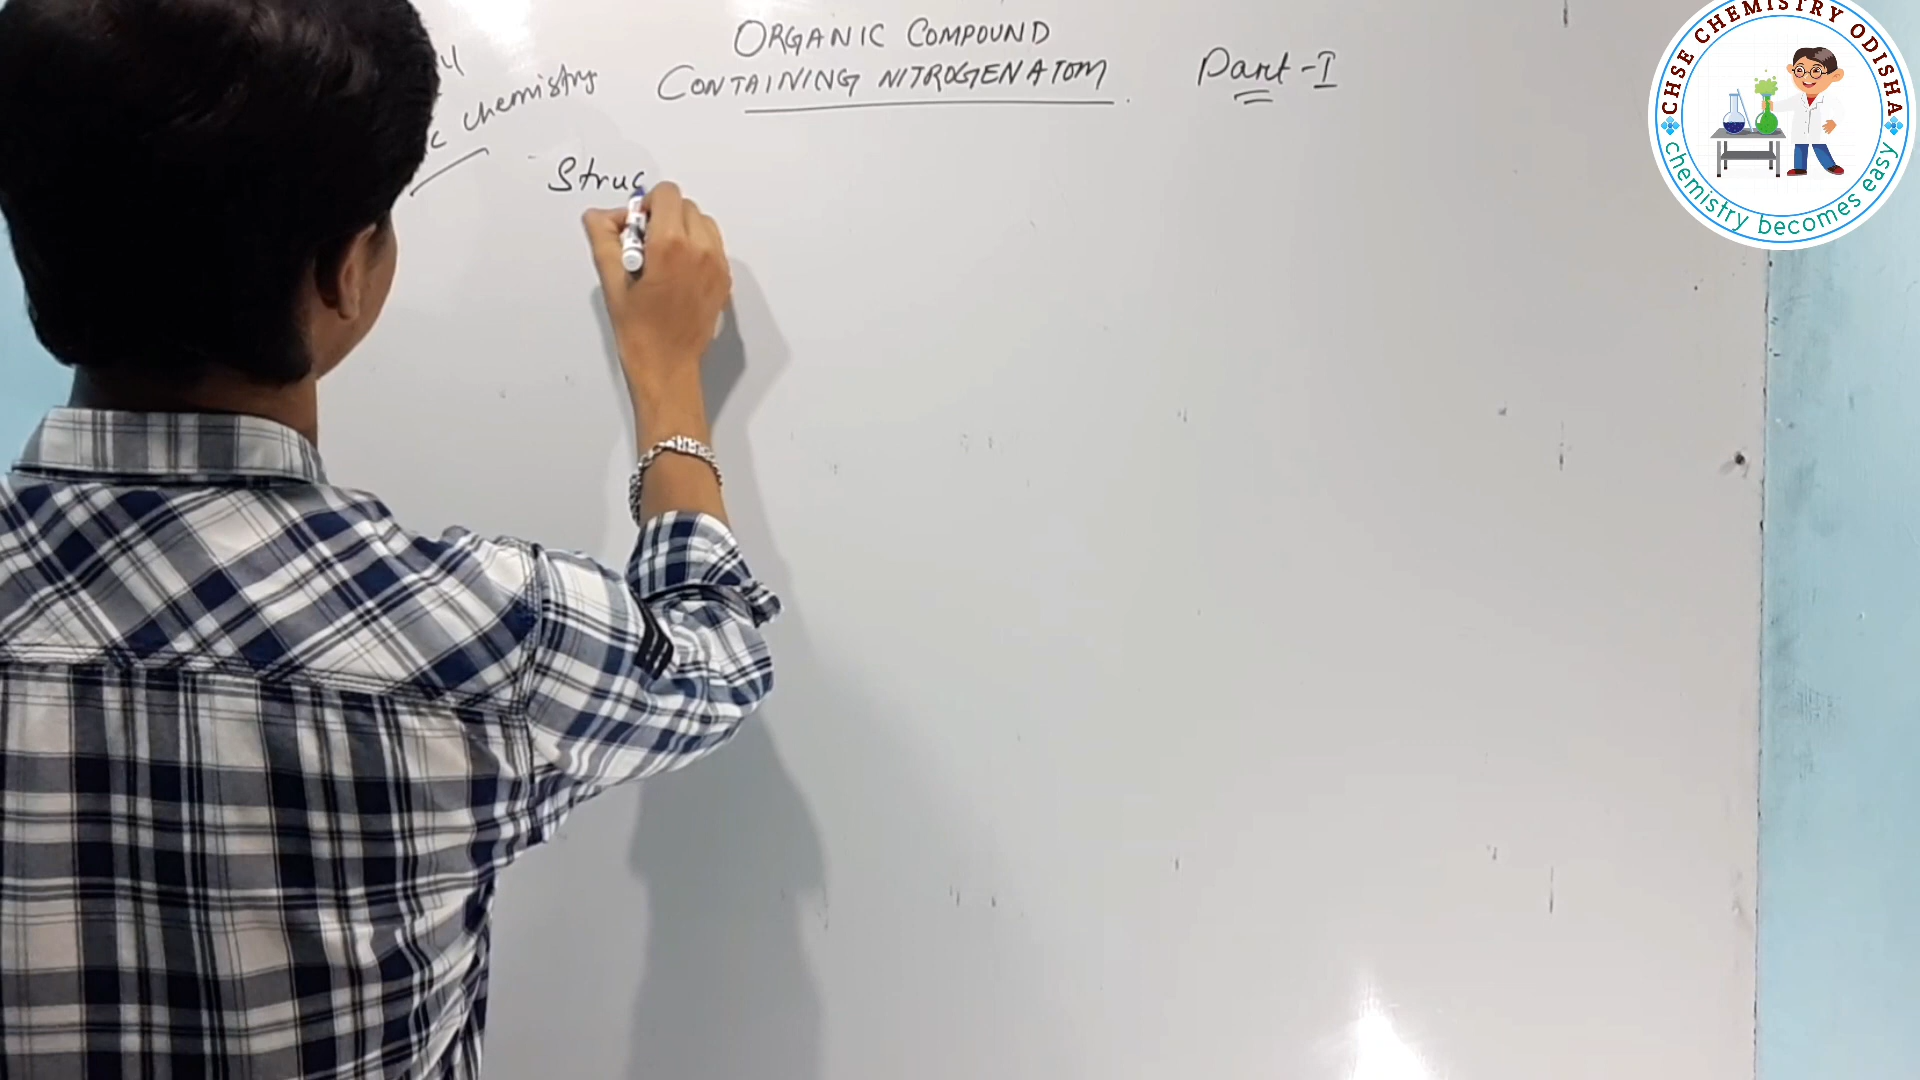 ORGANIC COMPOUND
CONTAINING NITROGEN ATOM
Part-I
c chemistry
Struc
CHSE CHEMISTRY ODISHA
chemistry becomes easy